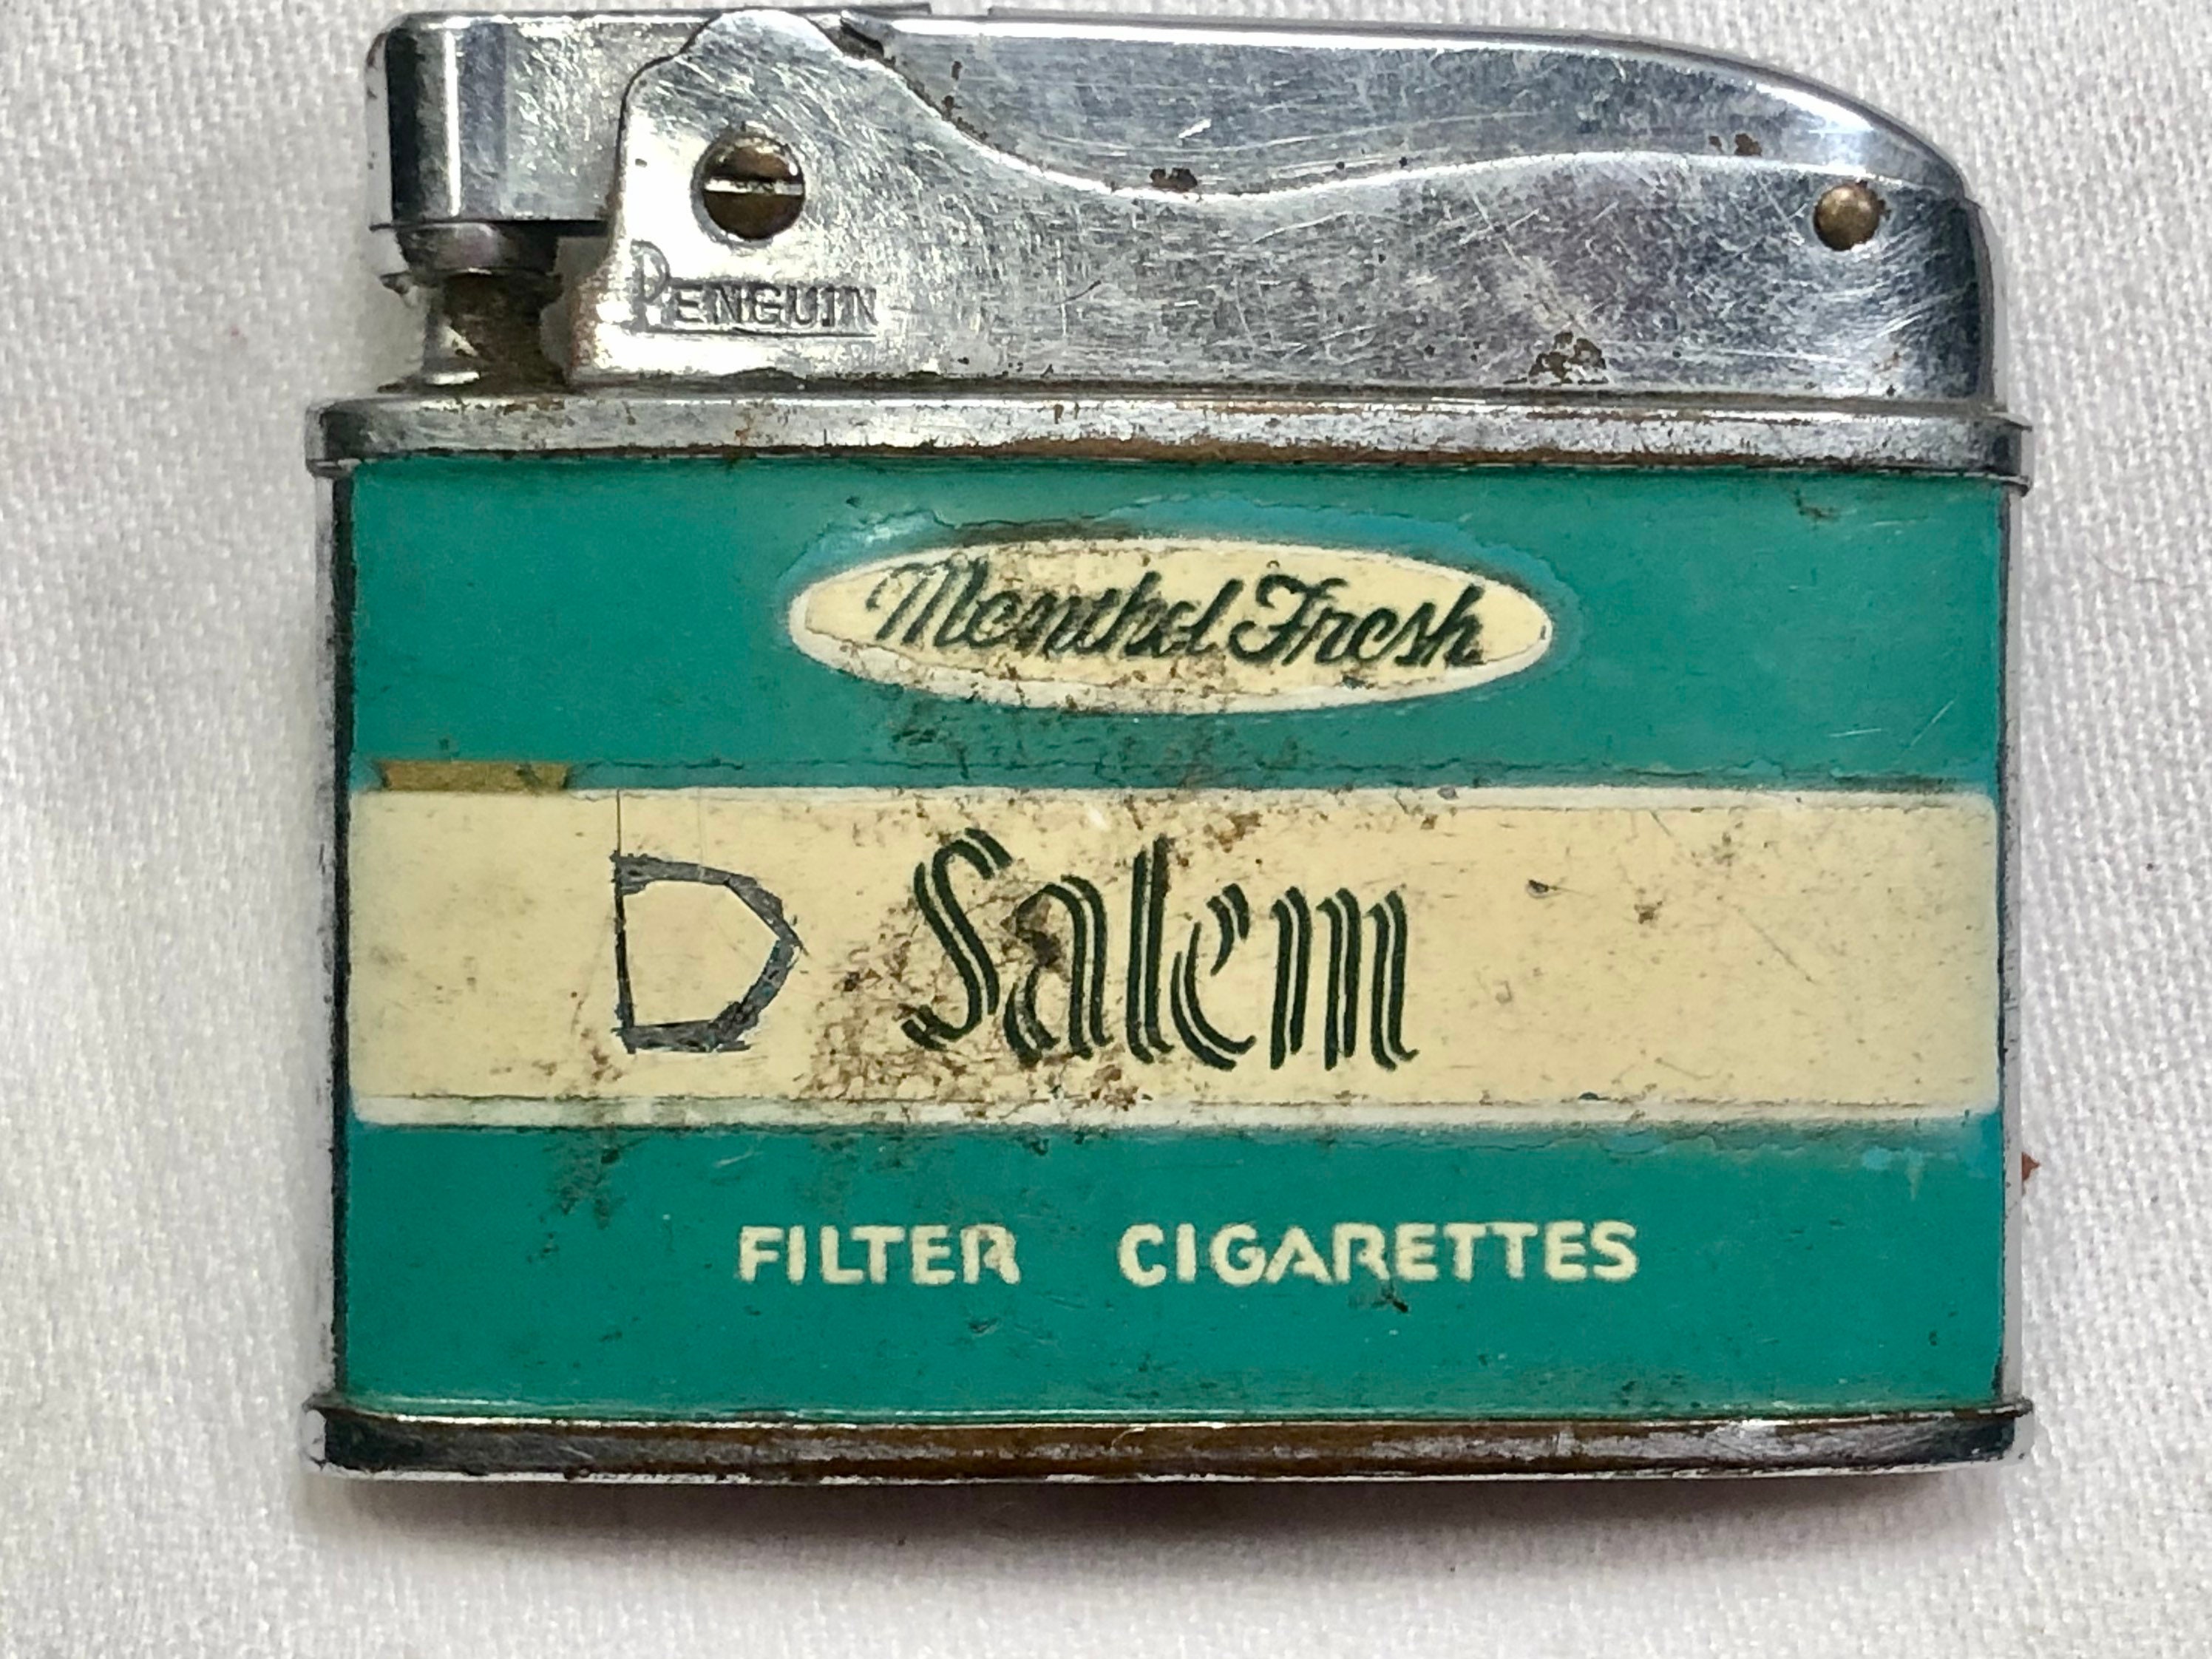 PENGUIN
Menthol Fresh
D Salem
FILTER CIGARETTES